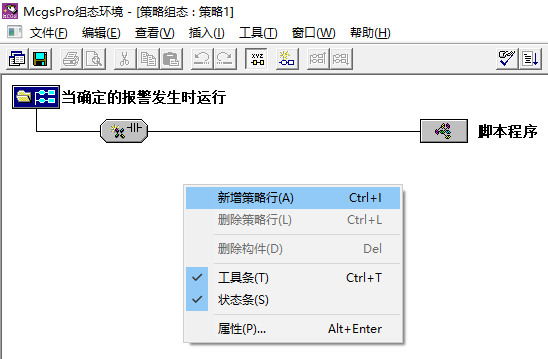 McgsPro组态环境 - [策略组态：策略1]
文件(F) 编辑(E) 查看(V) 插入(I) 工具(T) 窗口(W) 帮助(H)
XYZ
当确定的报警发生时运行
脚本程序
新增策略行(A) Ctrl+I
删除策略行(L) Ctrl+L
删除构件(D) Del
工具条(T) Ctrl+T
状态条(S)
属性(P)... Alt+Enter